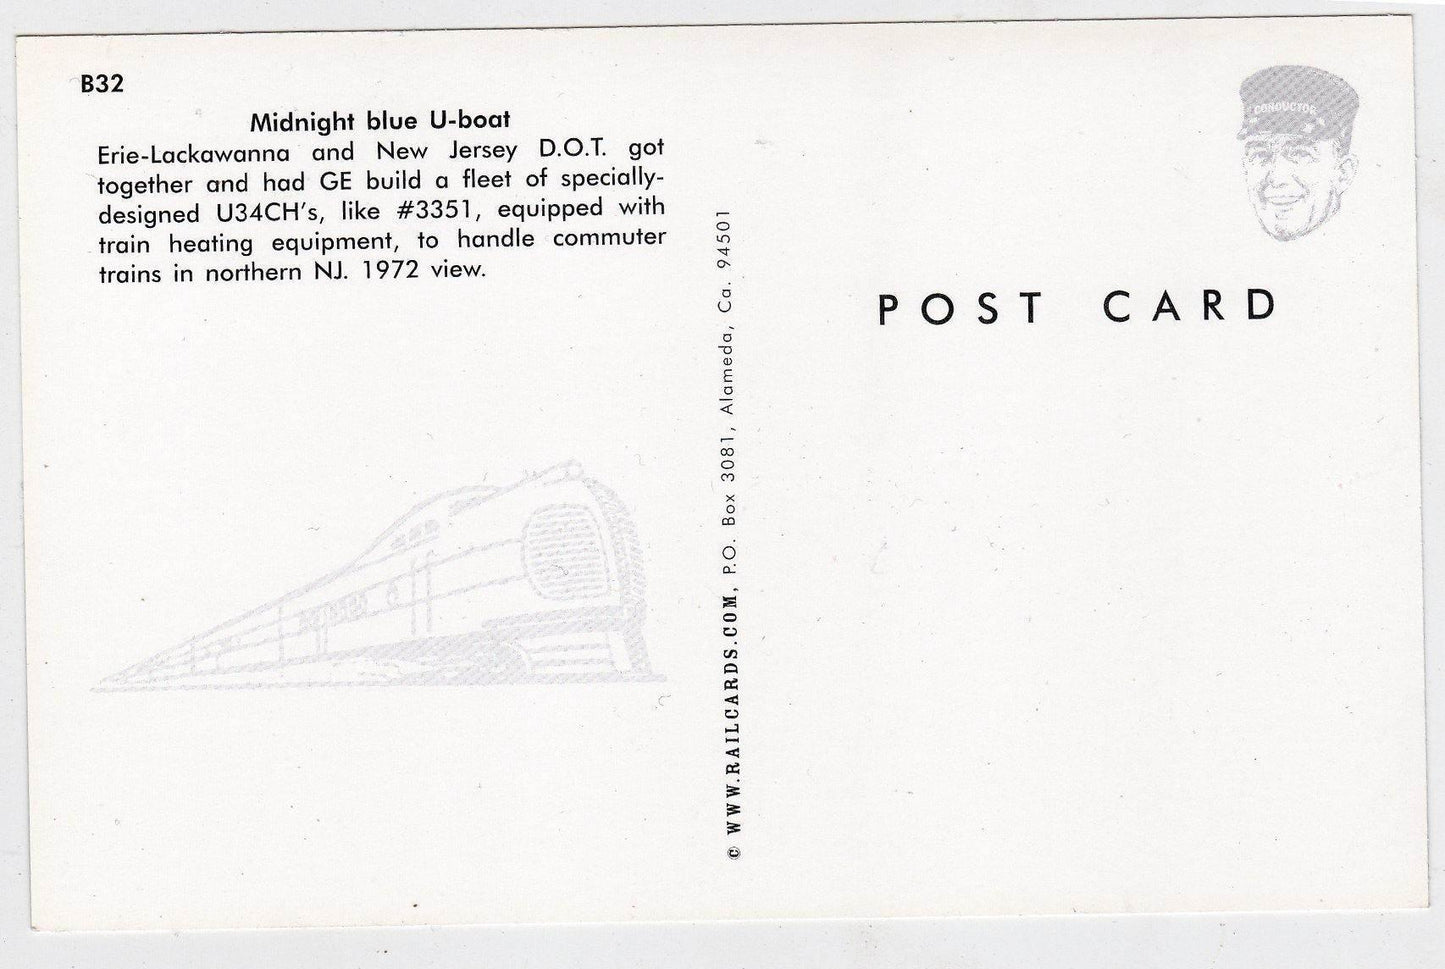 B32
Midnight blue U-boat
Erie-Lackawanna and New Jersey D.O.T. got
together and had GE build a fleet of specially-
designed U34CH's, like #3351, equipped with
train heating equipment, to handle commuter
trains in northern NJ. 1972 view.
© WWW.RAILCARDS.COM, P.O. Box 3081, Alameda, Ca. 94501
CONDUCTOR
POST CARD